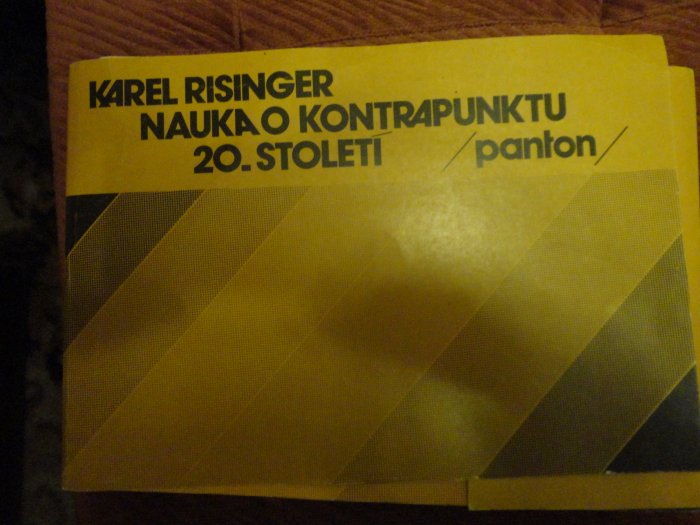 KAREL RISINGER
NAUKA O KONTRAPUNKTU
20. STOLETÍ /panton/